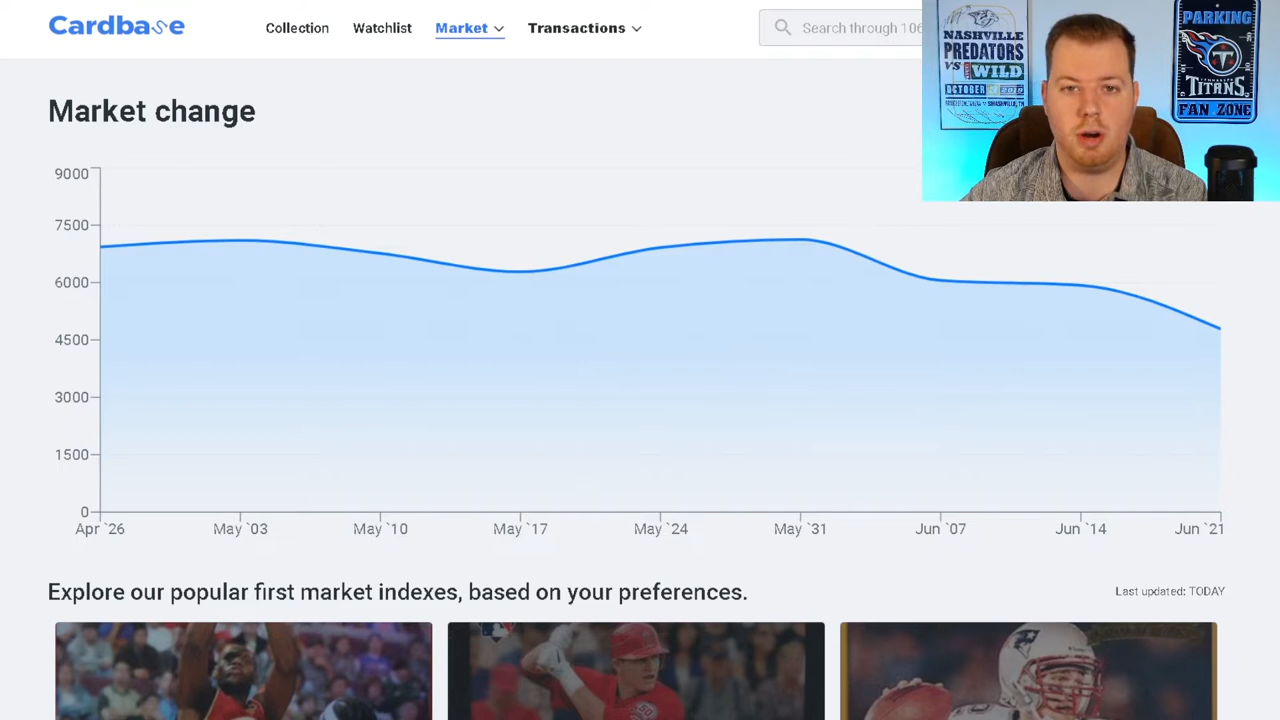 Cardbase
Collection
Watchlist
Market
Transactions
Search through 106
Market change
9000
7500
6000
4500
3000
1500
0
Apr `26
May `03
May `10
May `17
May `24
May `31
Jun `07
Jun `14
Jun `21
Explore our popular first market indexes, based on your preferences.
Last updated: TODAY
NASHVILLE
PREDATORS
VS
WILD
OCTOBER
PARKING
TITANS
FAN ZONE